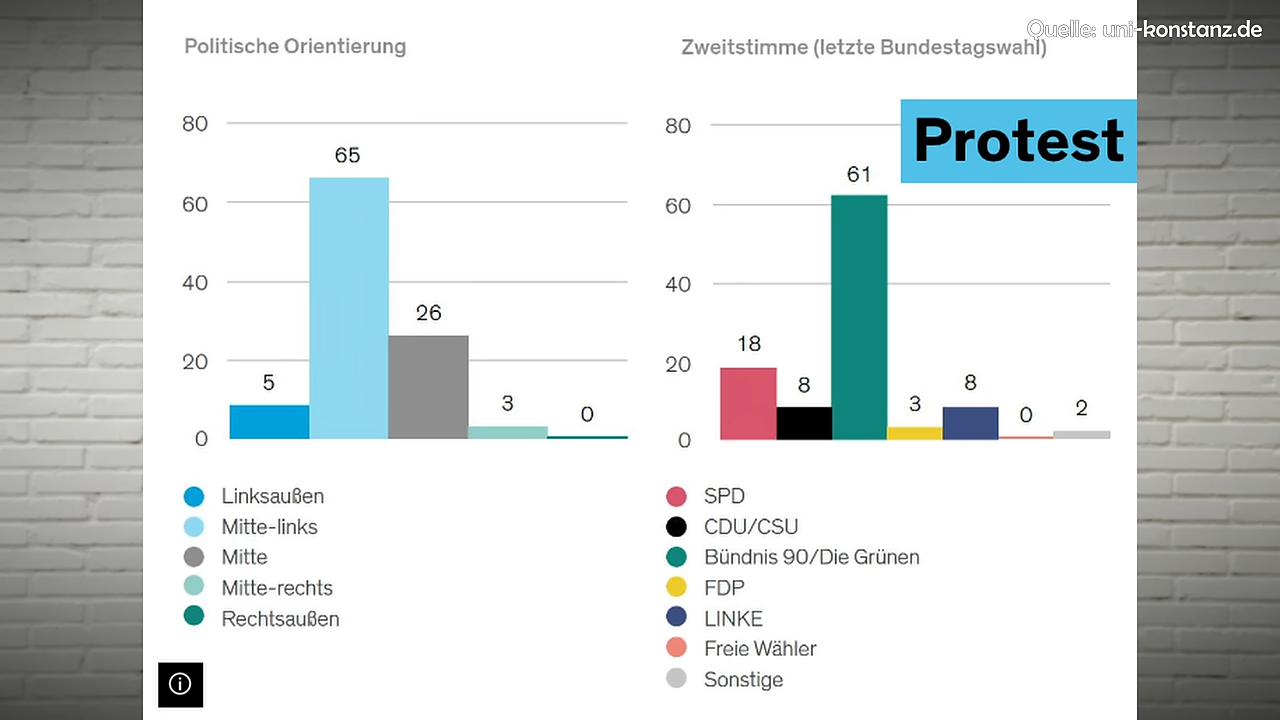 Quelle: uni-konstanz.de
Politische Orientierung
80
60
40
20
0
5
65
26
3
0
Linksaußen
Mitte-links
Mitte
Mitte-rechts
Rechtsaußen
Zweitstimme (letzte Bundestagswahl)
Protest
80
60
40
20
0
18
8
61
3
8
0
2
SPD
CDU/CSU
Bündnis 90/Die Grünen
FDP
LINKE
Freie Wähler
Sonstige